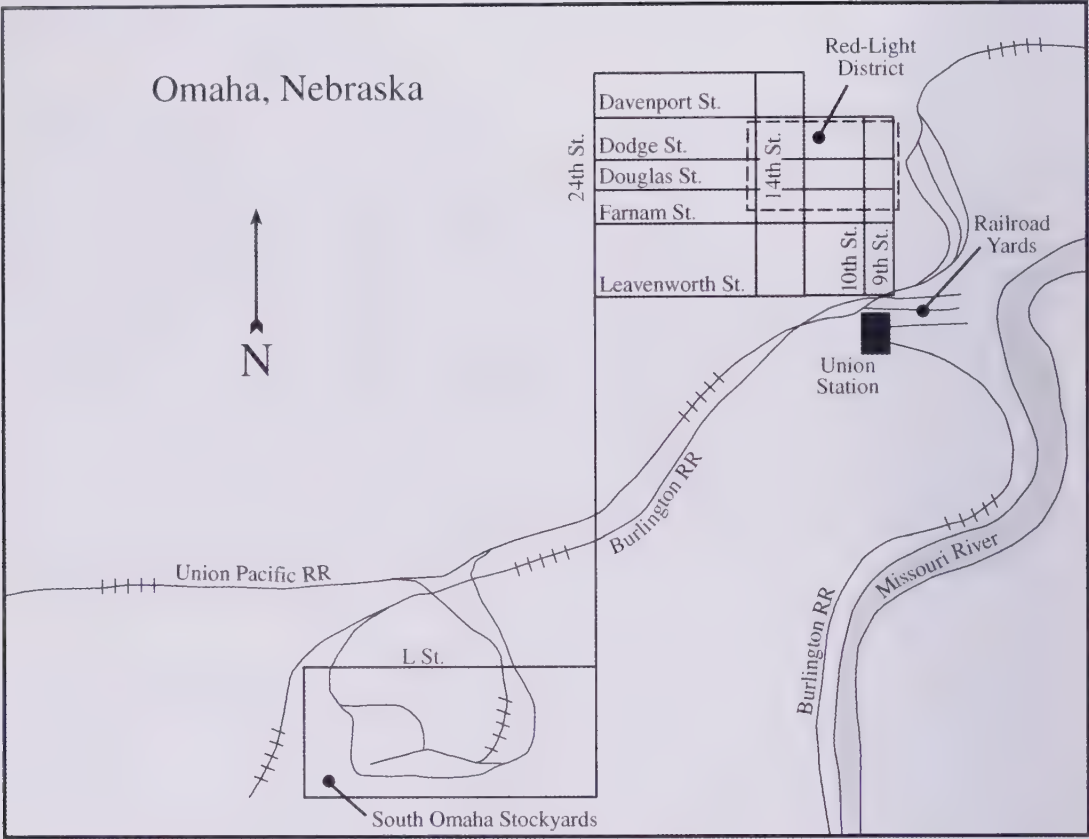 Omaha, Nebraska
Red-Light
District
24th St.
Davenport St.
Dodge St.
Douglas St.
Farnam St.
Leavenworth St.
14th St.
10th St.
9th St.
Railroad
Yards
N
Union
Station
Burlington RR
Union Pacific RR
Missouri River
Burlington RR
L St.
South Omaha Stockyards